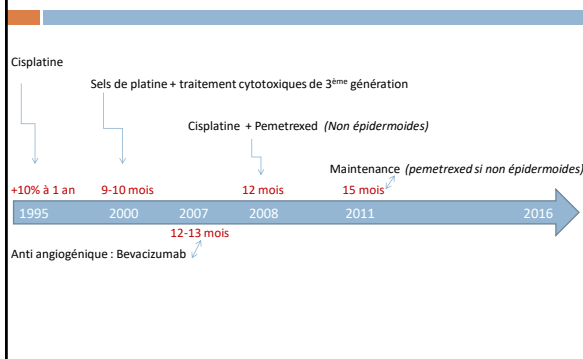 Cisplatine
Sels de platine + traitement cytotoxiques de 3ème génération
Cisplatine + Pemetrexed (Non épidermoides)
Maintenance (pemetrexed si non épidermoides)
+10% à 1 an 9-10 mois 12 mois 15 mois
1995 2000 2007 2008 2011 2016
12-13 mois
Anti angiogénique : Bevacizumab